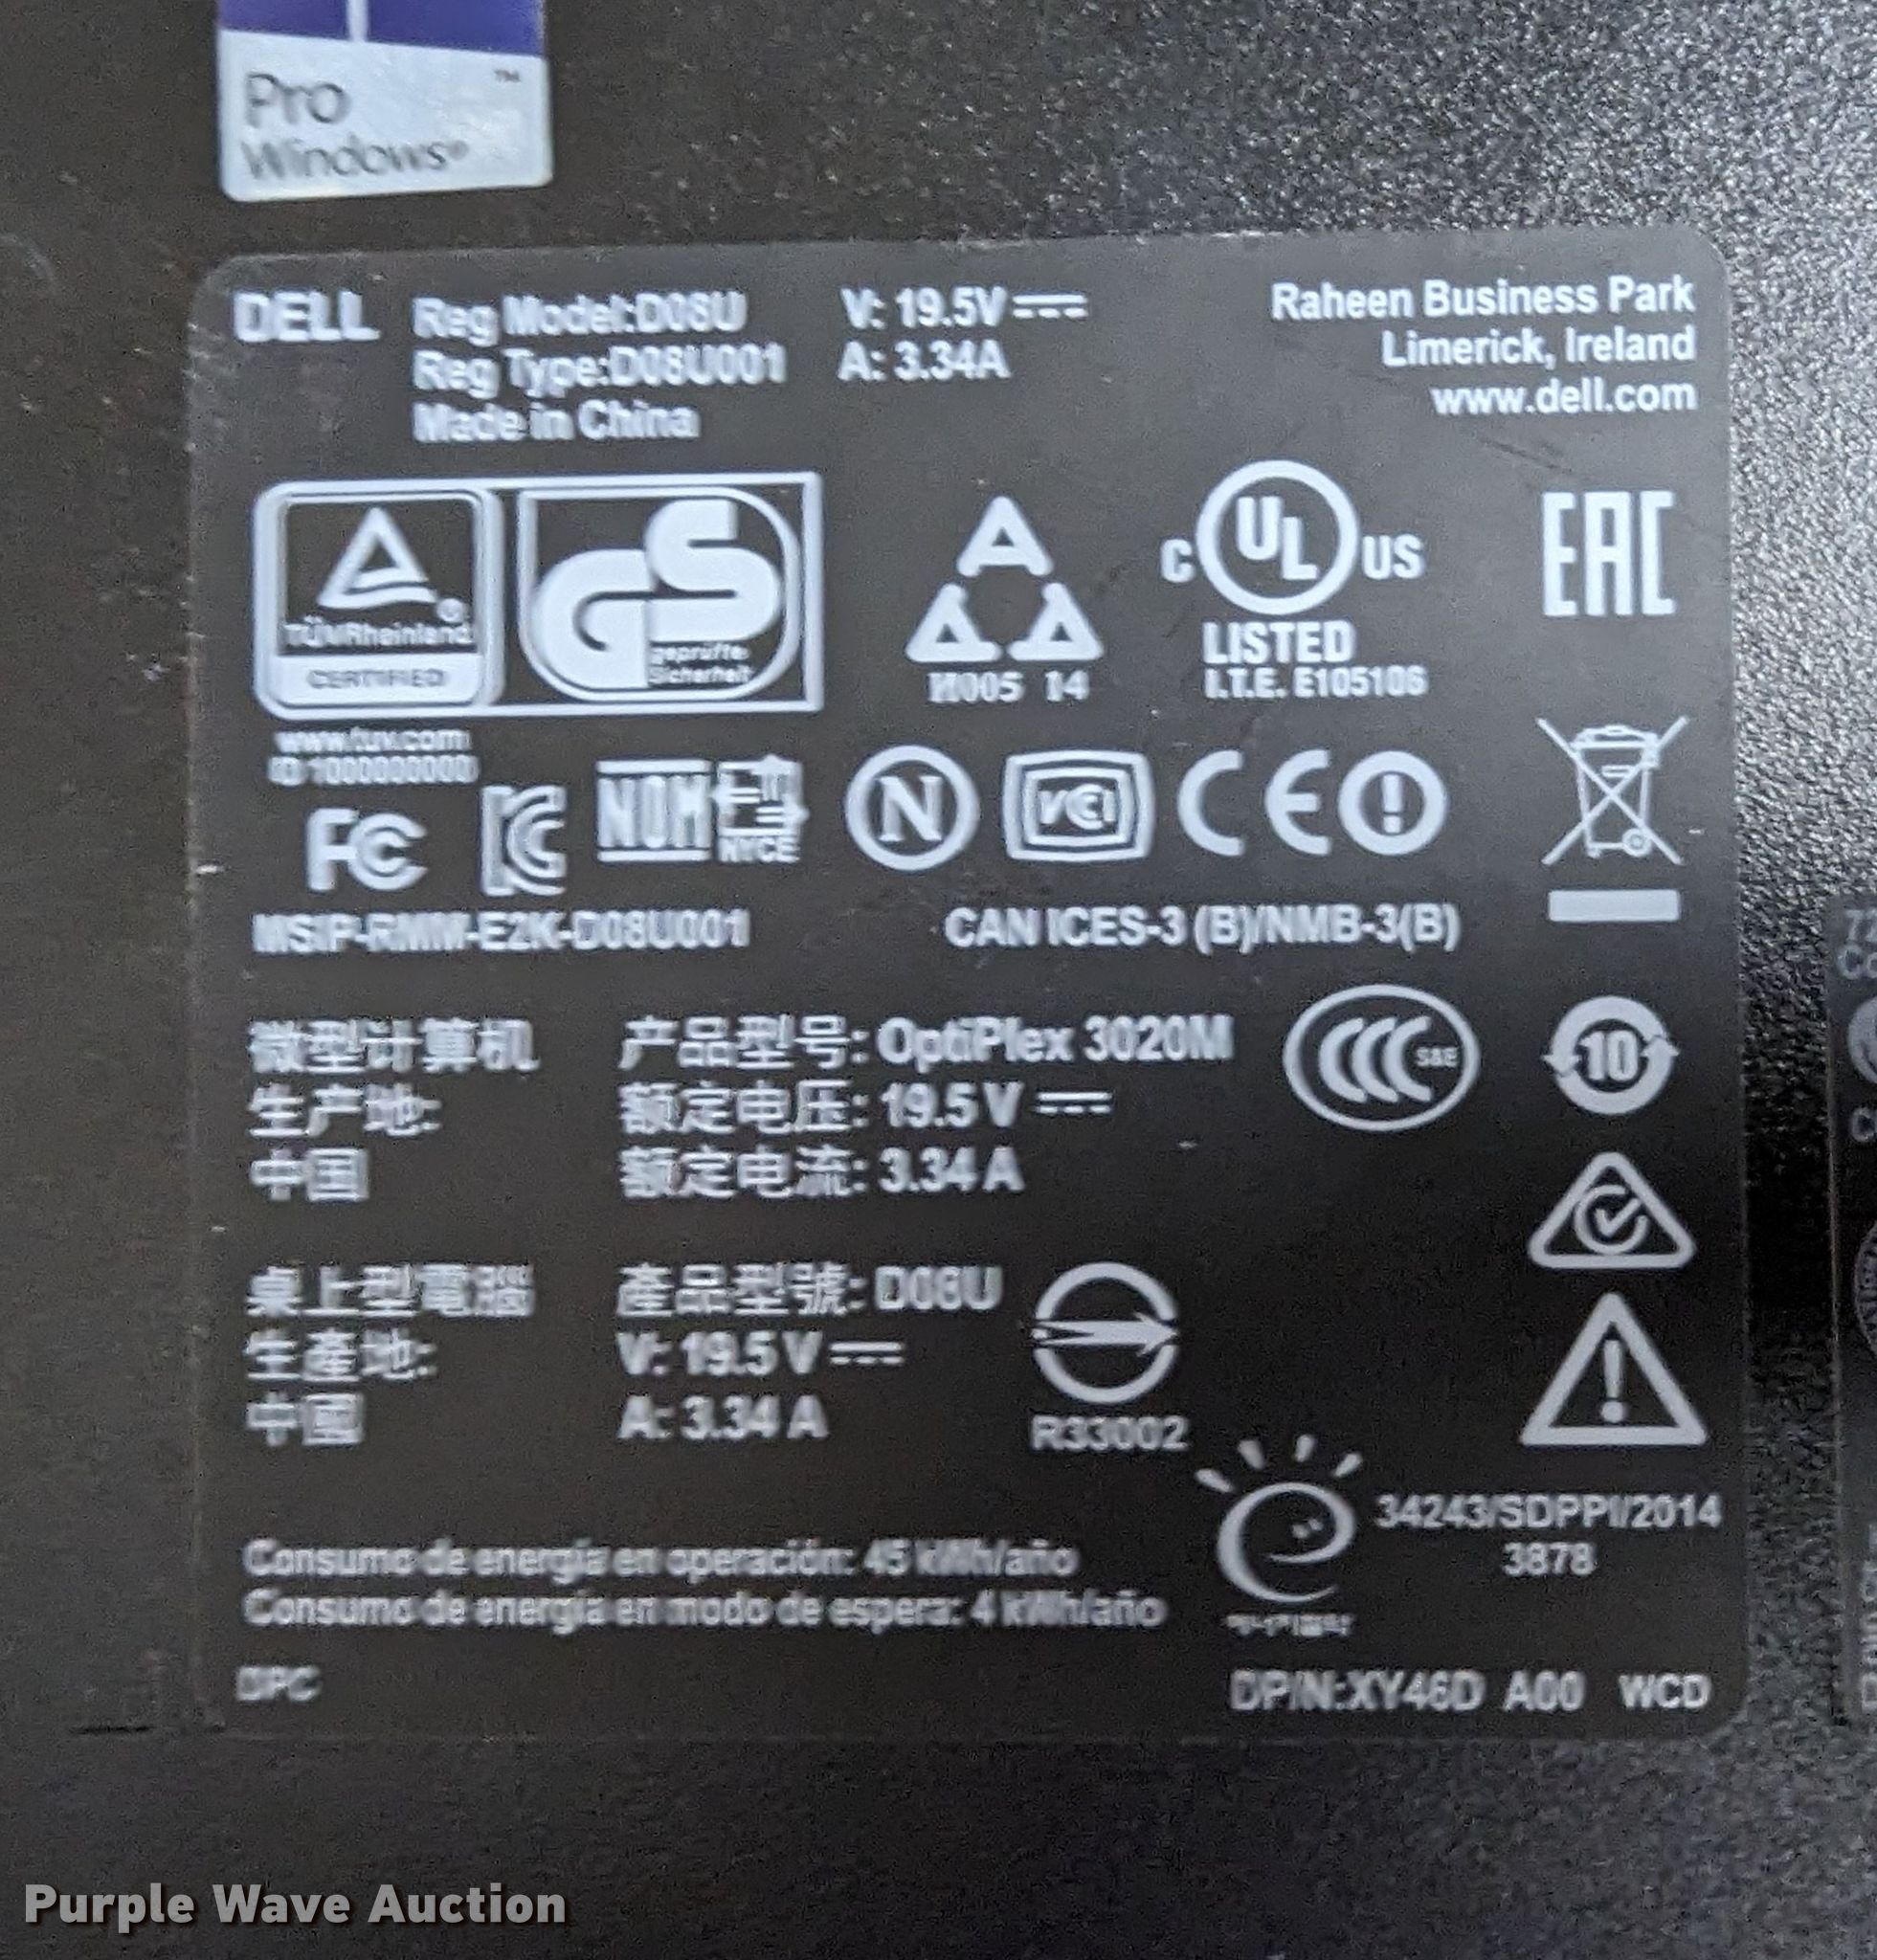 Pro
Windows®
DELL
Reg Model:D08U
Reg Type:D08U001
Made in China
V: 19.5V
A: 3.34A
Raheen Business Park
Limerick, Ireland
www.dell.com
TÜVRheinland®
CERTIFIED
GS
geprüfte
Sicherheit
www.tuv.com
ID 1000000000
И005 14
C UL US
LISTED
I.T.E. E105106
EAC
FC
NOM
NYCE
N
VCCI
CE
MSIP-RMM-E2K-D08U001
CAN ICES-3 (B)/NMB-3(B)
微型计算机
生产地:
中国
产品型号: OptiPlex 3020M
额定电压: 19.5 V
额定电流: 3.34 A
CCC S&E
10
桌上型電腦
生產地:
中國
產品型號: D08U
V: 19.5 V
A: 3.34 A
R33002
34243/SDPPI/2014
3878
Consumo de energía en operación: 45 kWh/año
Consumo de energía en modo de espera: 4 kWh/año
DPC
DP/N:XY46D A00 WCD
Purple Wave Auction